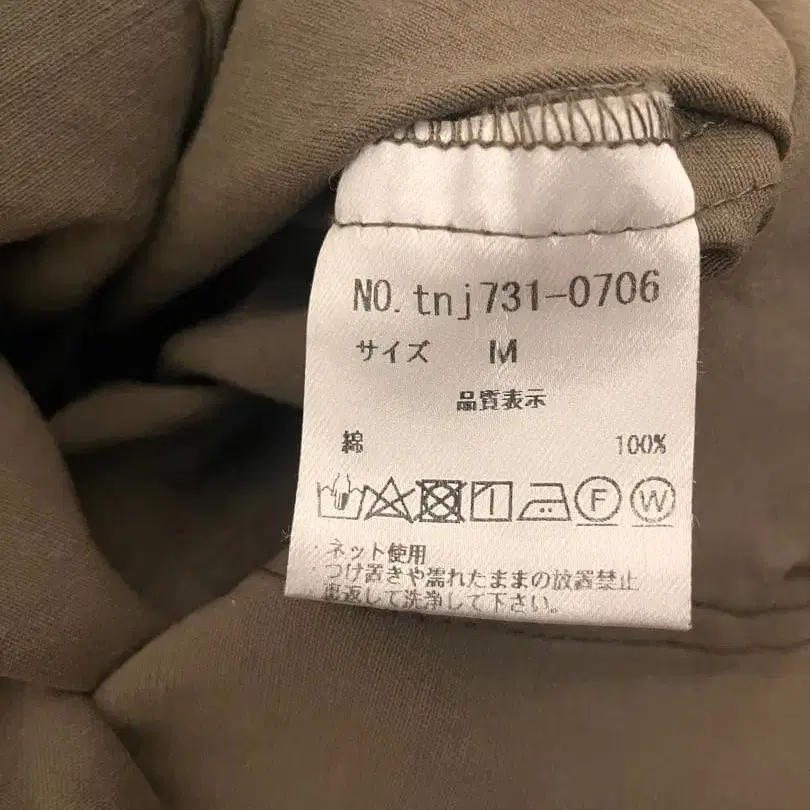 NO.tnj731-0706
サイズ M
品質表示
綿 100%
F W
・ネット使用
・つけ置きや濡れたままの放置禁止
裏返して洗浄して下さい。